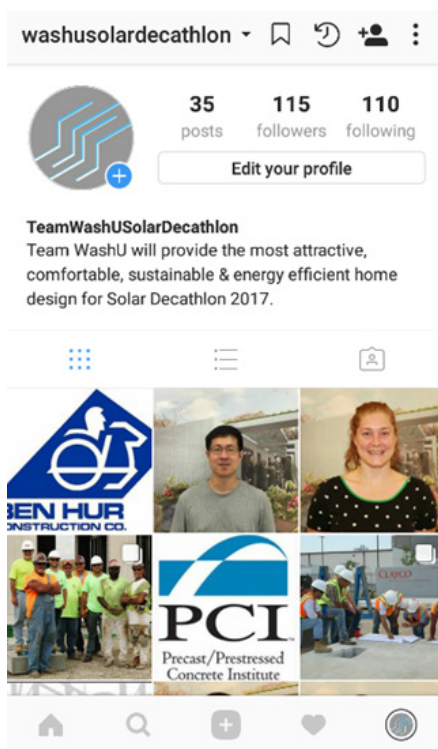 washusolardecathlon
35 115 110
posts followers following
Edit your profile
TeamWashUSolarDecathlon
Team WashU will provide the most attractive,
comfortable, sustainable & energy efficient home
design for Solar Decathlon 2017.
BEN HUR
CONSTRUCTION CO.
PCI
Precast/Prestressed
Concrete Institute
CLAYCO